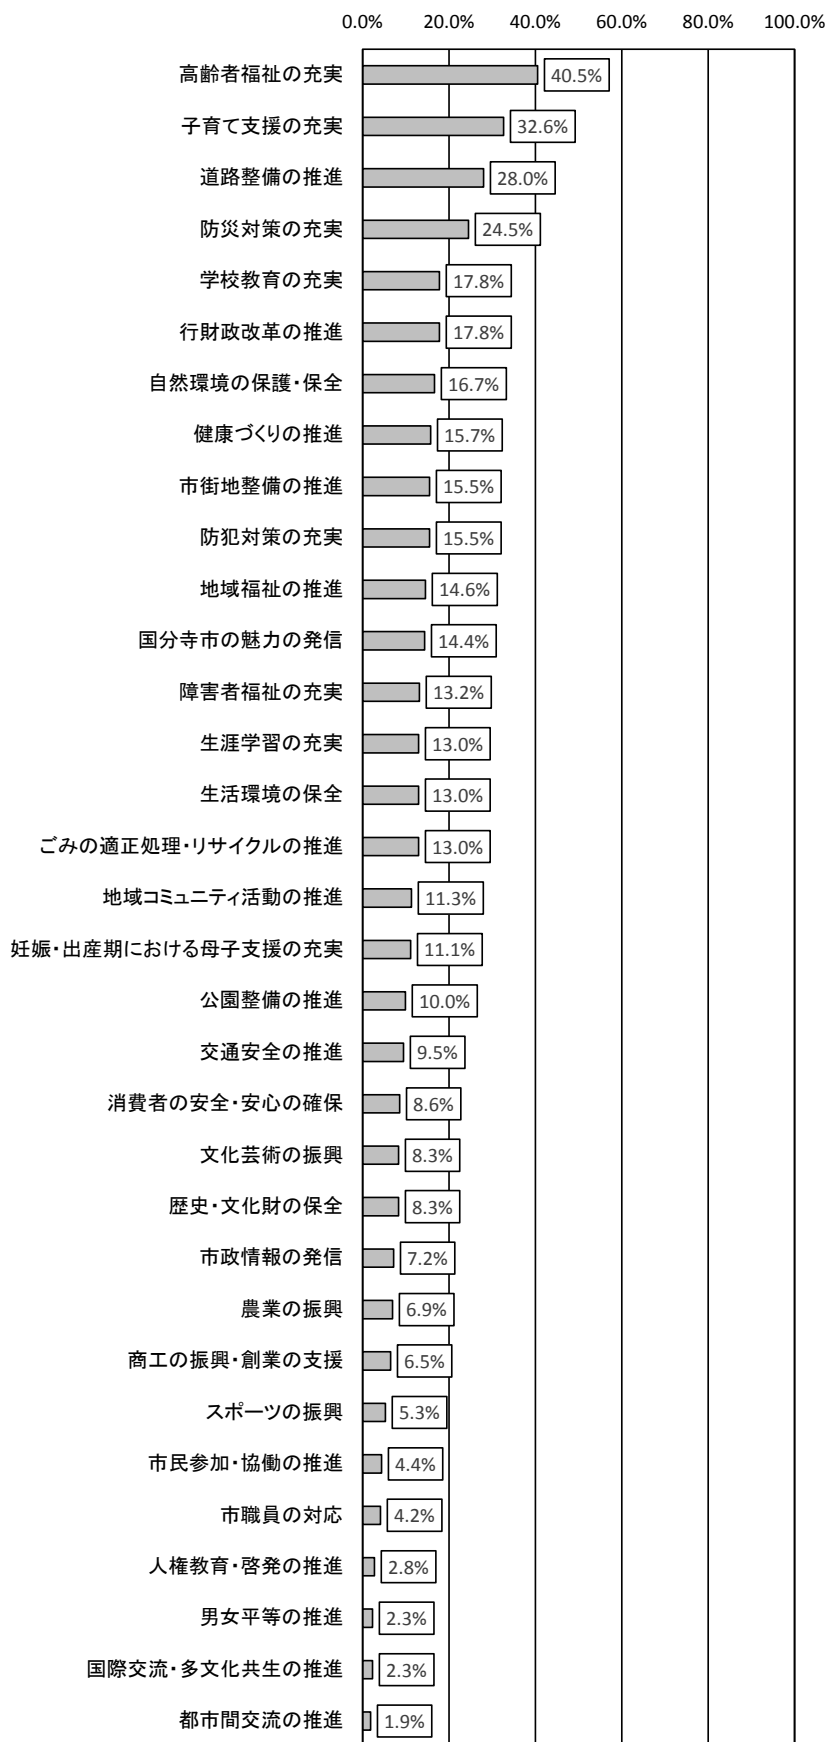 0.0% 20.0% 40.0% 60.0% 80.0% 100.0%
高齢者福祉の充実 40.5%
子育て支援の充実 32.6%
道路整備の推進 28.0%
防災対策の充実 24.5%
学校教育の充実 17.8%
行財政改革の推進 17.8%
自然環境の保護・保全 16.7%
健康づくりの推進 15.7%
市街地整備の推進 15.5%
防犯対策の充実 15.5%
地域福祉の推進 14.6%
国分寺市の魅力の発信 14.4%
障害者福祉の充実 13.2%
生涯学習の充実 13.0%
生活環境の保全 13.0%
ごみの適正処理・リサイクルの推進 13.0%
地域コミュニティ活動の推進 11.3%
妊娠・出産期における母子支援の充実 11.1%
公園整備の推進 10.0%
交通安全の推進 9.5%
消費者の安全・安心の確保 8.6%
文化芸術の振興 8.3%
歴史・文化財の保全 8.3%
市政情報の発信 7.2%
農業の振興 6.9%
商工の振興・創業の支援 6.5%
スポーツの振興 5.3%
市民参加・協働の推進 4.4%
市職員の対応 4.2%
人権教育・啓発の推進 2.8%
男女平等の推進 2.3%
国際交流・多文化共生の推進 2.3%
都市間交流の推進 1.9%